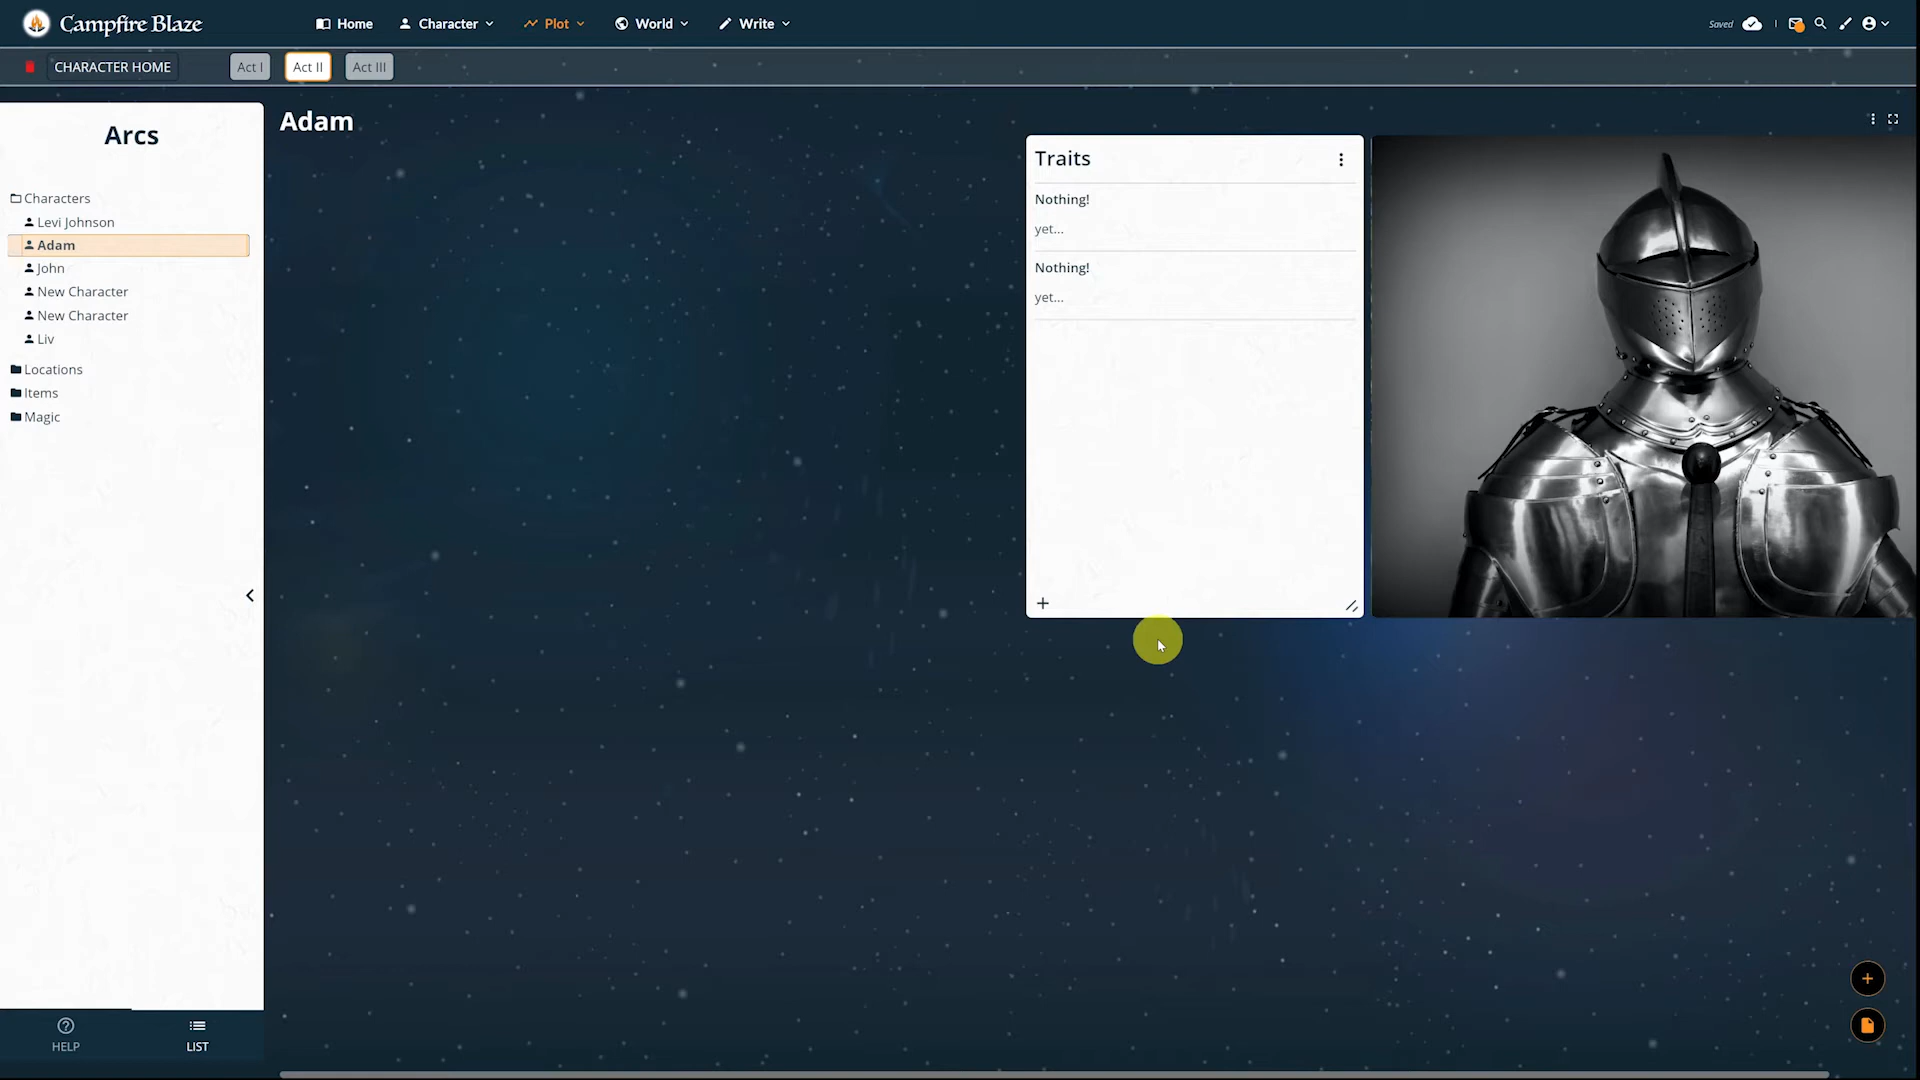 Campfire Blaze
Home
Character
Plot
World
Write
Saved
CHARACTER HOME
Act I
Act II
Act III
Arcs
Characters
Levi Johnson
Adam
John
New Character
New Character
Liv
Locations
Items
Magic
HELP
LIST
Adam
Traits
Nothing!
yet...
Nothing!
yet...